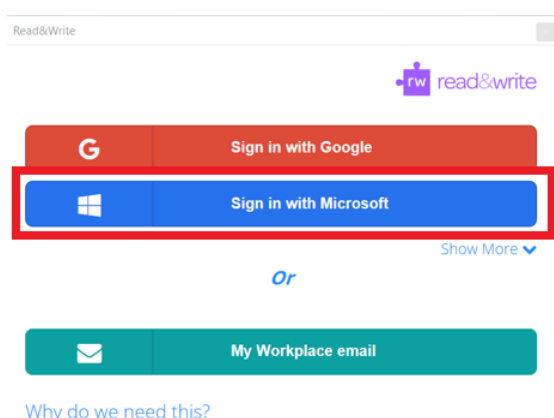 Read&Write
rw read&write
G Sign in with Google
Sign in with Microsoft
Show More
Or
My Workplace email
Why do we need this?